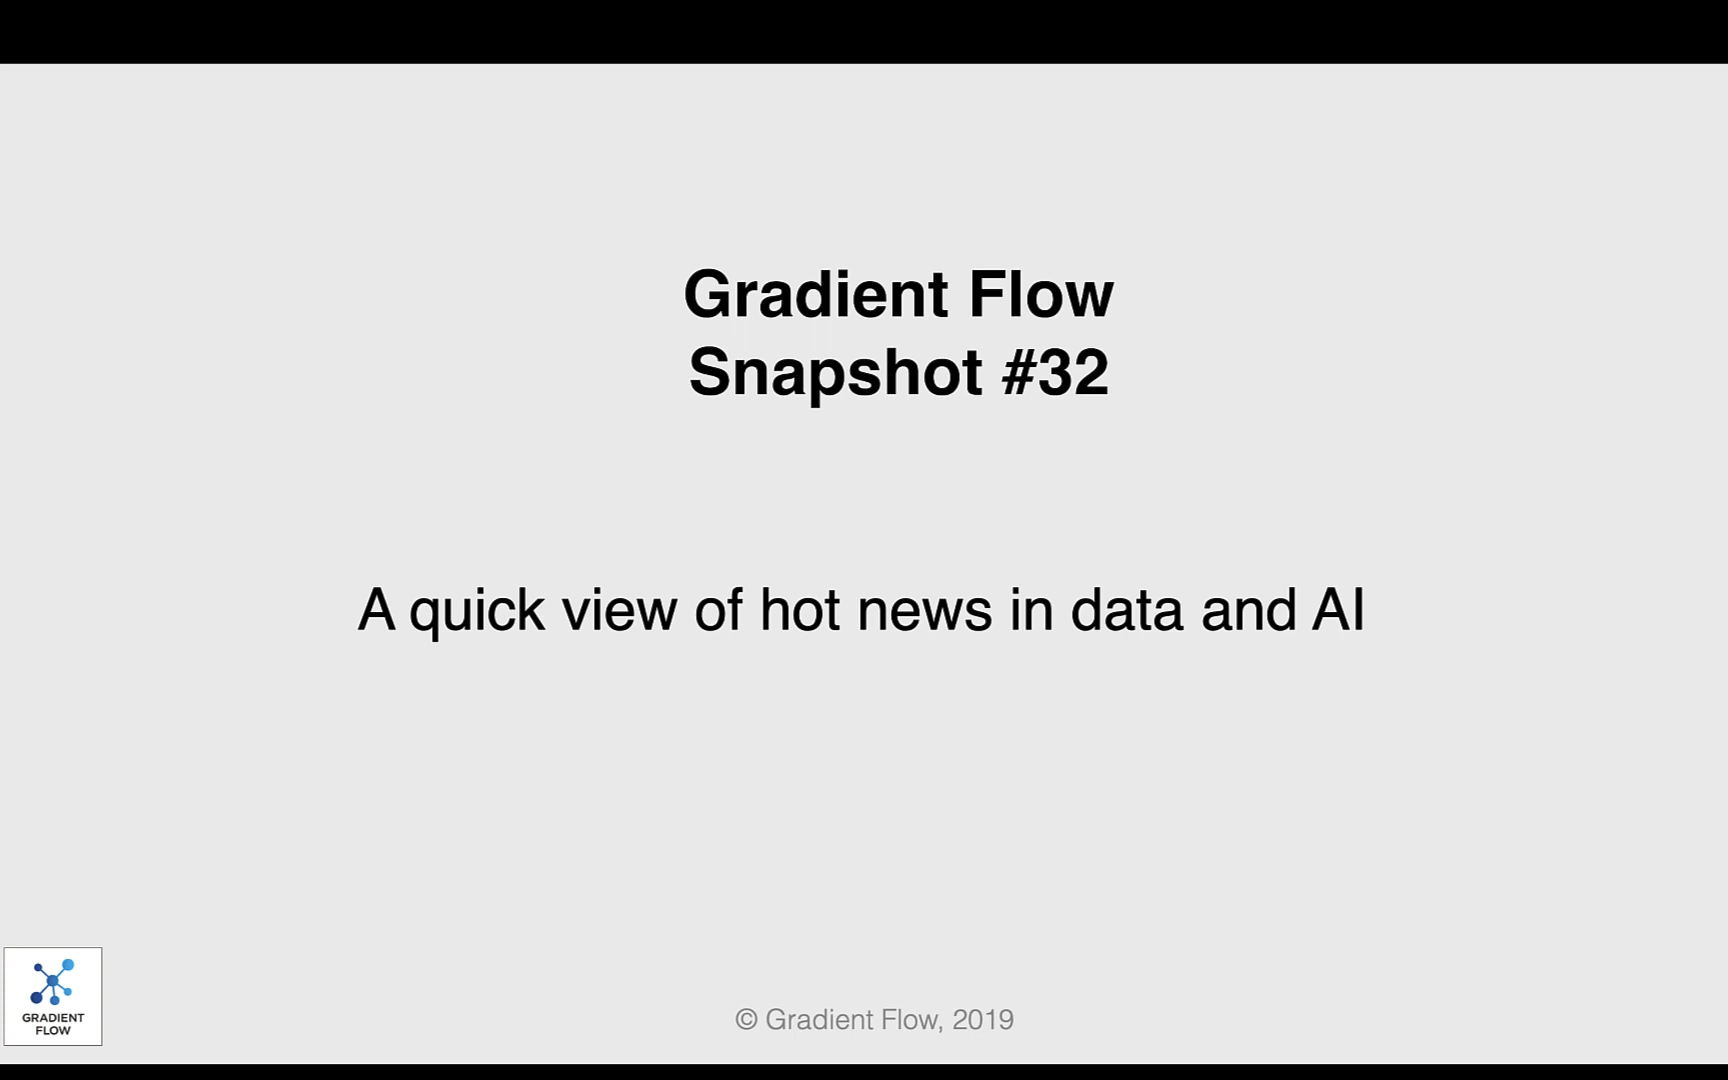 Gradient Flow
Snapshot #32
A quick view of hot news in data and AI
GRADIENT
FLOW
© Gradient Flow, 2019